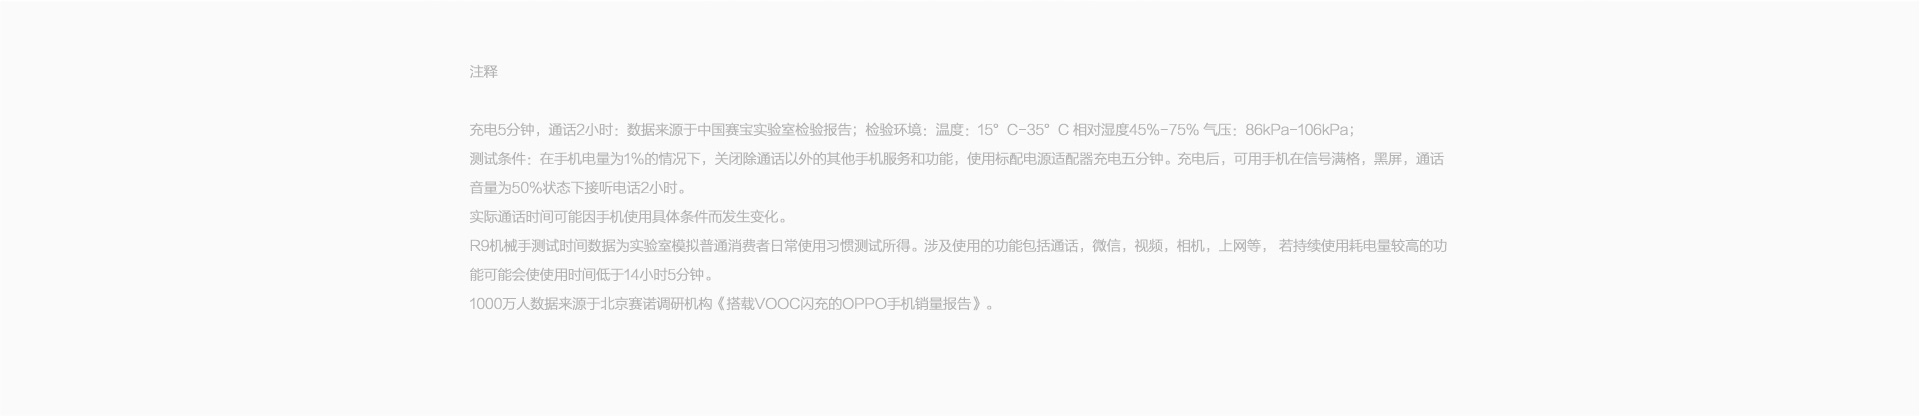 注释
充电5分钟，通话2小时：数据来源于中国赛宝实验室检验报告；检验环境：温度：15°C-35°C 相对湿度45%-75% 气压：86kPa-106kPa；
测试条件：在手机电量为1%的情况下，关闭除通话以外的其他手机服务和功能，使用标配电源适配器充电五分钟。充电后，可用手机在信号满格，黑屏，通话
音量为50%状态下接听电话2小时。
实际通话时间可能因手机使用具体条件而发生变化。
R9机械手测试时间数据为实验室模拟普通消费者日常使用习惯测试所得。涉及使用的功能包括通话，微信，视频，相机，上网等， 若持续使用耗电量较高的功
能可能会使使用时间低于14小时5分钟。
1000万人数据来源于北京赛诺调研机构《搭载VOOC闪充的OPPO手机销量报告》。